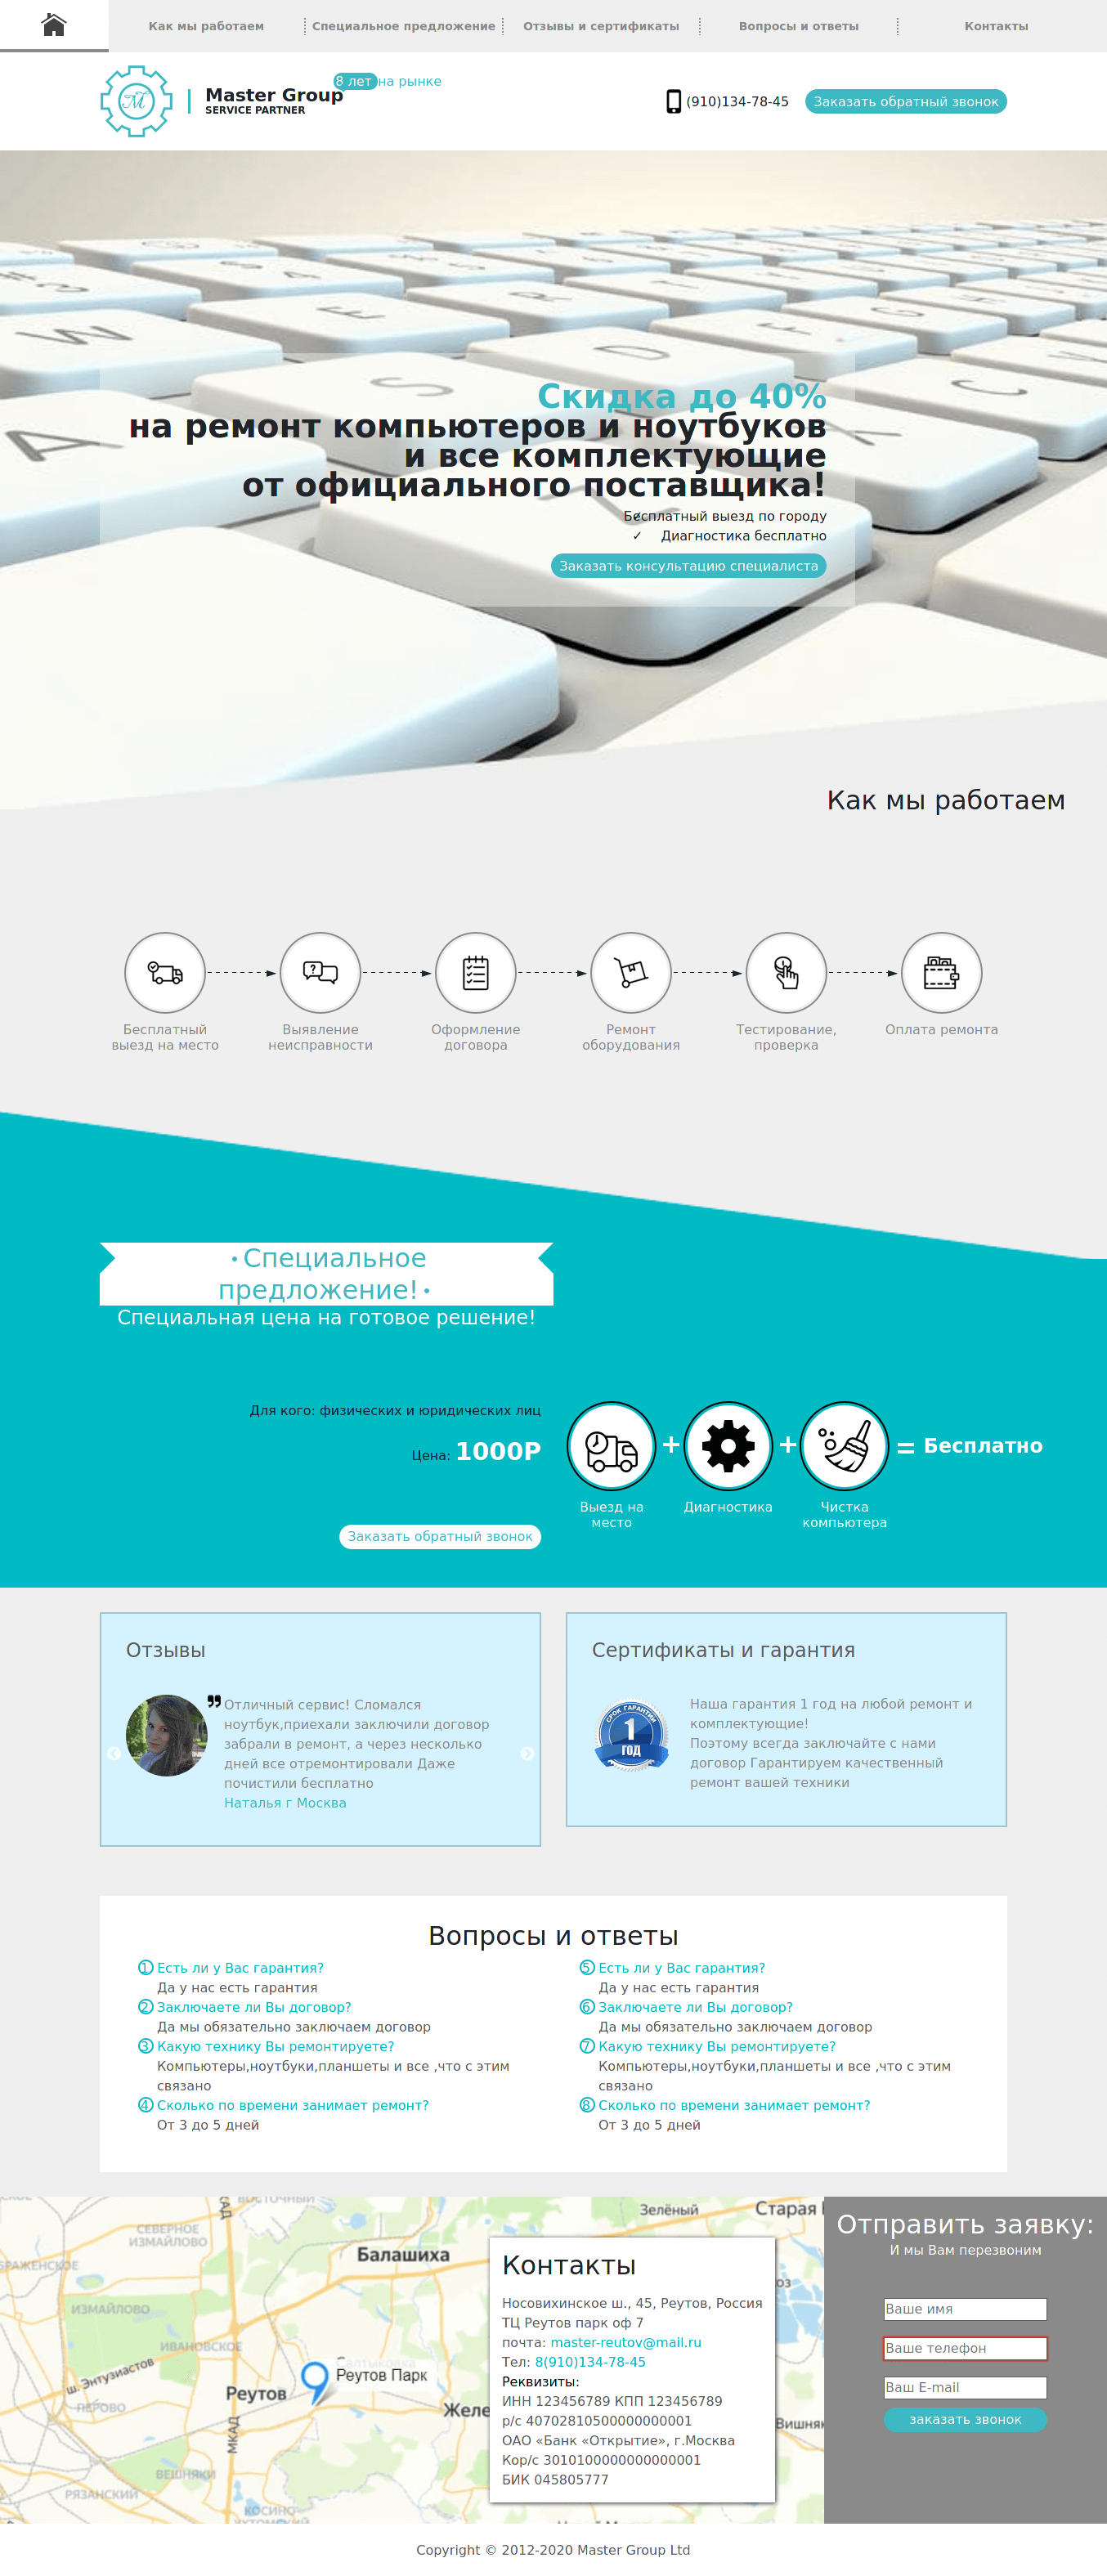 Как мы работаем
Специальное предложение
Отзывы и сертификаты
Вопросы и ответы
Контакты
Master Group
SERVICE PARTNER
8 лет на рынке
(910)134-78-45
Заказать обратный звонок
Скидка до 40%
на ремонт компьютеров и ноутбуков
и все комплектующие
от официального поставщика!
Бесплатный выезд по городу
✓ Диагностика бесплатно
Заказать консультацию специалиста
Как мы работаем
Бесплатный
выезд на место
Выявление
неисправности
Оформление
договора
Ремонт
оборудования
Тестирование,
проверка
Оплата ремонта
• Специальное
предложение! •
Специальная цена на готовое решение!
Для кого: физических и юридических лиц
Цена: 1000Р
Заказать обратный звонок
+
+
= Бесплатно
Выезд на
место
Диагностика
Чистка
компьютера
Отзывы
Отличный сервис! Сломался
ноутбук,приехали заключили договор
забрали в ремонт, а через несколько
дней все отремонтировали Даже
почистили бесплатно
Наталья г Москва
Сертификаты и гарантия
СРОК ГАРАНТИИ
1
ГОД
Наша гарантия 1 год на любой ремонт и
комплектующие!
Поэтому всегда заключайте с нами
договор Гарантируем качественный
ремонт вашей техники
Вопросы и ответы
1 Есть ли у Вас гарантия?
Да у нас есть гарантия
2 Заключаете ли Вы договор?
Да мы обязательно заключаем договор
3 Какую технику Вы ремонтируете?
Компьютеры,ноутбуки,планшеты и все ,что с этим
связано
4 Сколько по времени занимает ремонт?
От 3 до 5 дней
5 Есть ли у Вас гарантия?
Да у нас есть гарантия
6 Заключаете ли Вы договор?
Да мы обязательно заключаем договор
7 Какую технику Вы ремонтируете?
Компьютеры,ноутбуки,планшеты и все ,что с этим
связано
8 Сколько по времени занимает ремонт?
От 3 до 5 дней
ВОСТОЧНЫЙ
СЕВЕРНОЕ
ИЗМАЙЛОВО
Балашиха
Зелёный
Старая
ИЗМАЙЛОВО
ИВАНОВСКОЕ
ш. Энтузиастов
ПЕРОВО
Реутов
Реутов Парк
МКАД
ВЕШНЯКИ
РЯЗАНСКИЙ
КОСИНО-
УХТОМСКИЙ
Желе
Вишняк
Контакты
Носовихинское ш., 45, Реутов, Россия
ТЦ Реутов парк оф 7
почта: master-reutov@mail.ru
Тел: 8(910)134-78-45
Реквизиты:
ИНН 123456789 КПП 123456789
р/с 40702810500000000001
ОАО «Банк «Открытие», г.Москва
Кор/с 3010100000000000001
БИК 045805777
Отправить заявку:
И мы Вам перезвоним
Ваше имя
Ваше телефон
Ваш E-mail
заказать звонок
Copyright © 2012-2020 Master Group Ltd